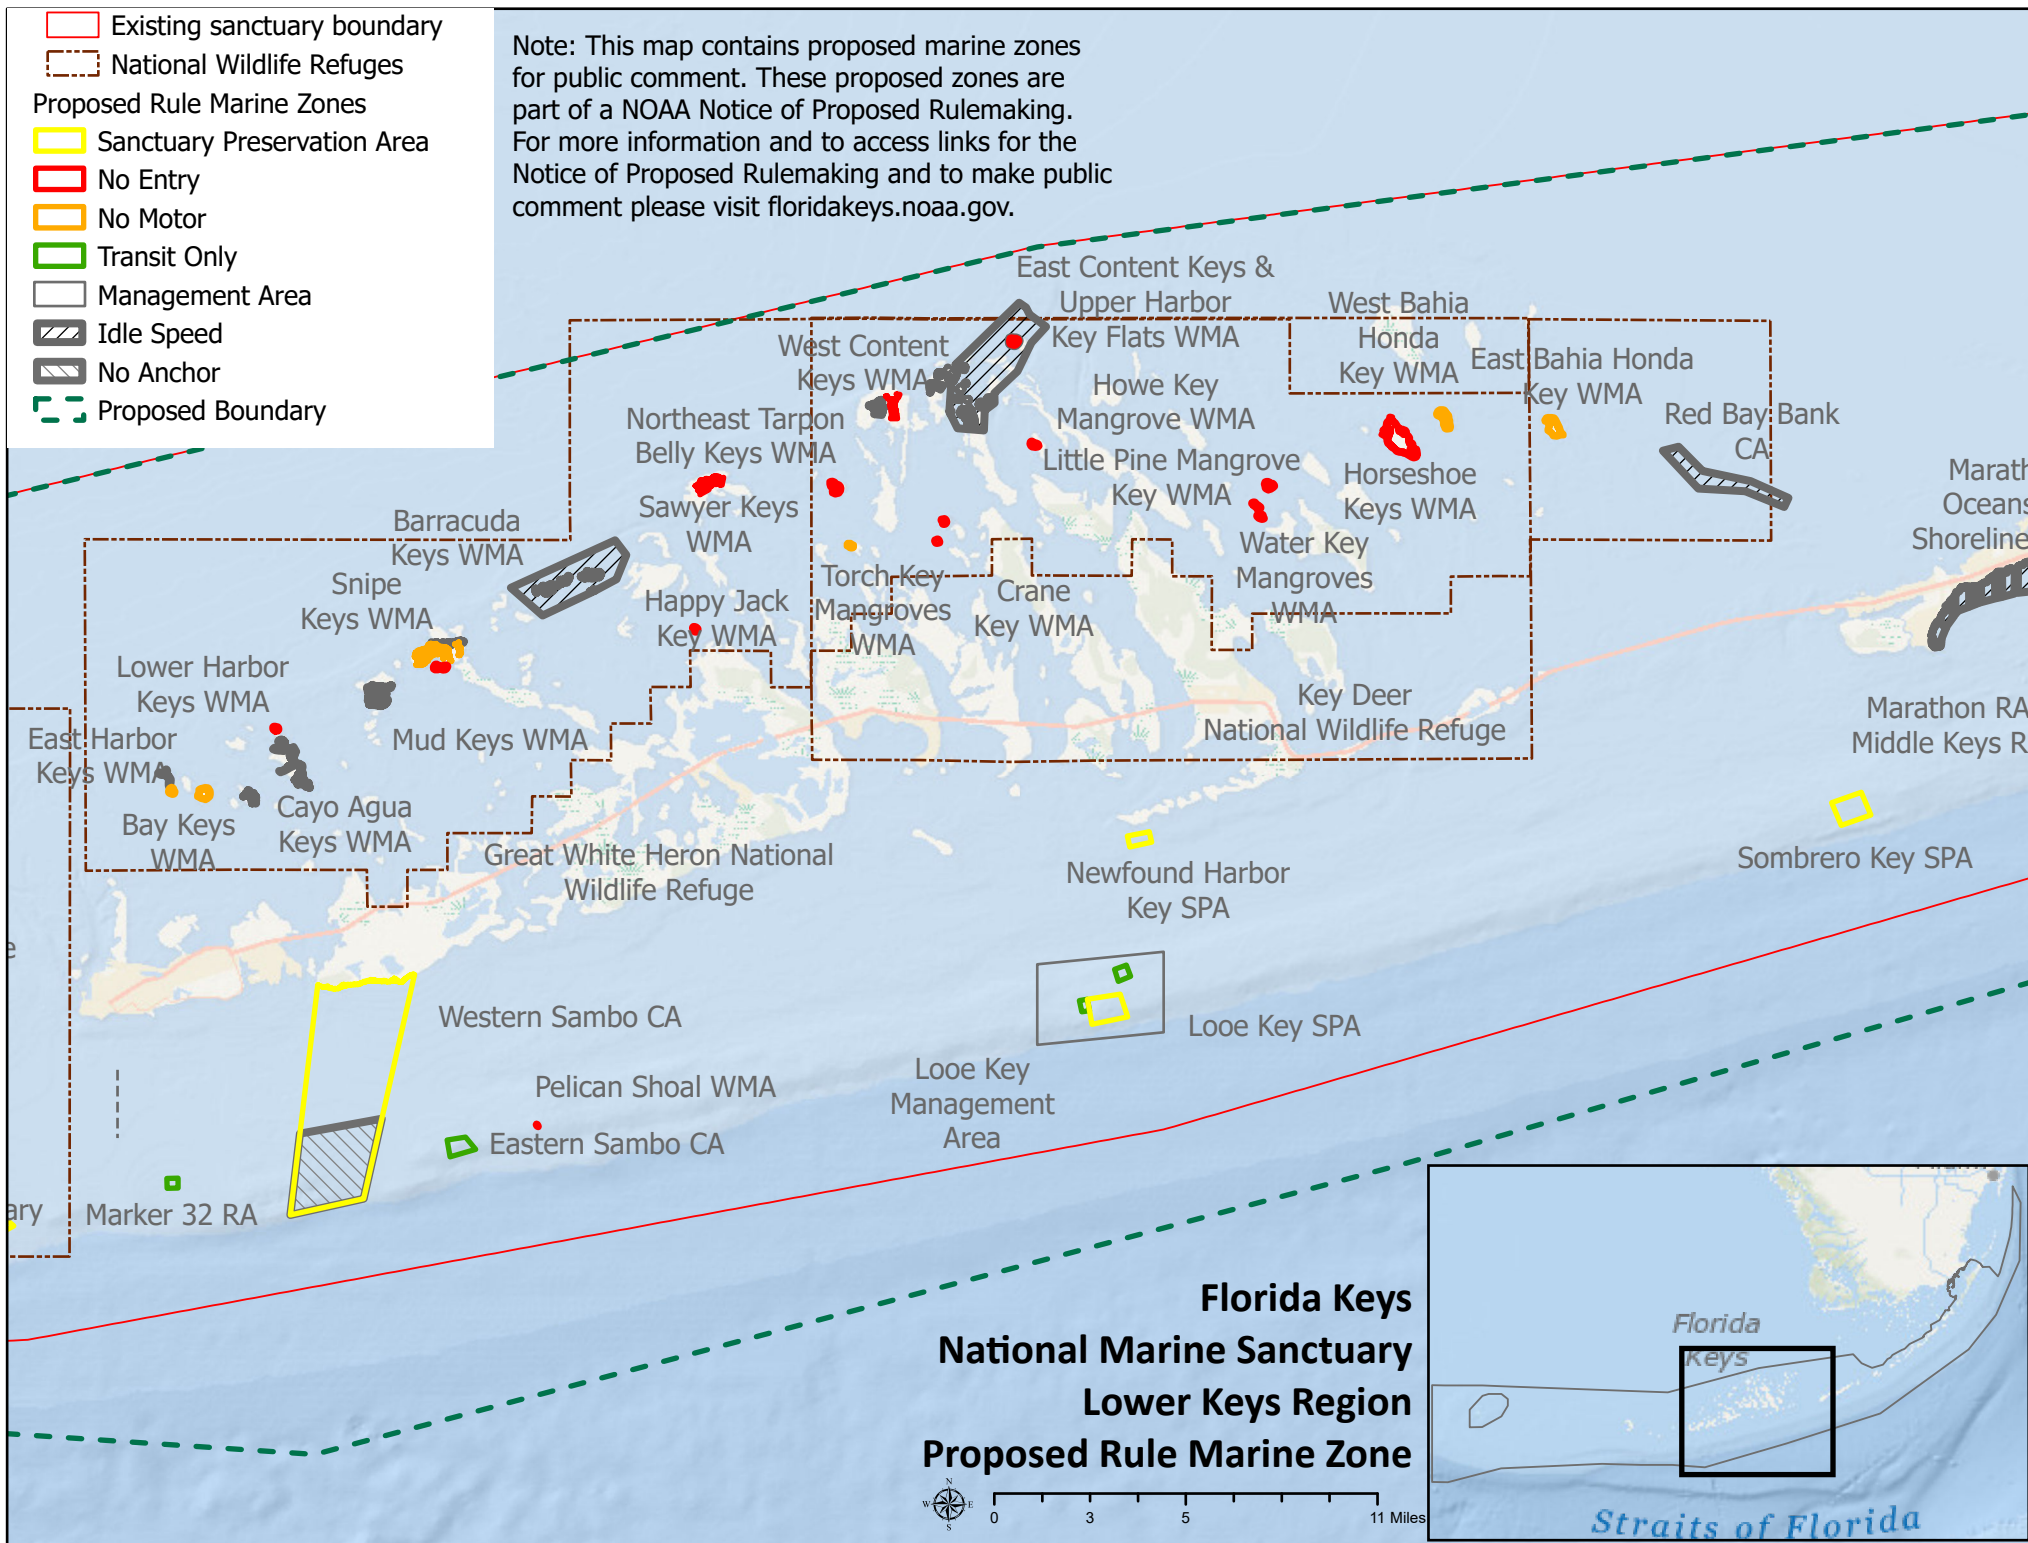 Existing sanctuary boundary
National Wildlife Refuges
Proposed Rule Marine Zones
Sanctuary Preservation Area
No Entry
No Motor
Transit Only
Management Area
Idle Speed
No Anchor
Proposed Boundary
Note: This map contains proposed marine zones
for public comment. These proposed zones are
part of a NOAA Notice of Proposed Rulemaking.
For more information and to access links for the
Notice of Proposed Rulemaking and to make public
comment please visit floridakeys.noaa.gov.
East Content Keys &
Upper Harbor
Key Flats WMA
West Bahia
Honda
Key WMA
West Content
Keys WMA
East Bahia Honda
Key WMA
Howe Key
Mangrove WMA
Red Bay Bank
CA
Northeast Tarpon
Belly Keys WMA
Little Pine Mangrove
Key WMA
Horseshoe
Keys WMA
Marath
Oceans
Shoreline
Sawyer Keys
WMA
Barracuda
Keys WMA
Water Key
Mangroves
WMA
Snipe
Keys WMA
Torch Key
Mangroves
WMA
Crane
Key WMA
Happy Jack
Key WMA
Lower Harbor
Keys WMA
Key Deer
National Wildlife Refuge
Marathon RA
Middle Keys R
East Harbor
Keys WMA
Mud Keys WMA
Bay Keys
WMA
Cayo Agua
Keys WMA
Great White Heron National
Wildlife Refuge
Newfound Harbor
Key SPA
Sombrero Key SPA
e
Western Sambo CA
Looe Key SPA
Pelican Shoal WMA
Looe Key
Management
Area
Eastern Sambo CA
ary
Marker 32 RA
Florida Keys
National Marine Sanctuary
Lower Keys Region
Proposed Rule Marine Zone
N
W E
S
0 3 5 11 Miles
Florida
Keys
Straits of Florida